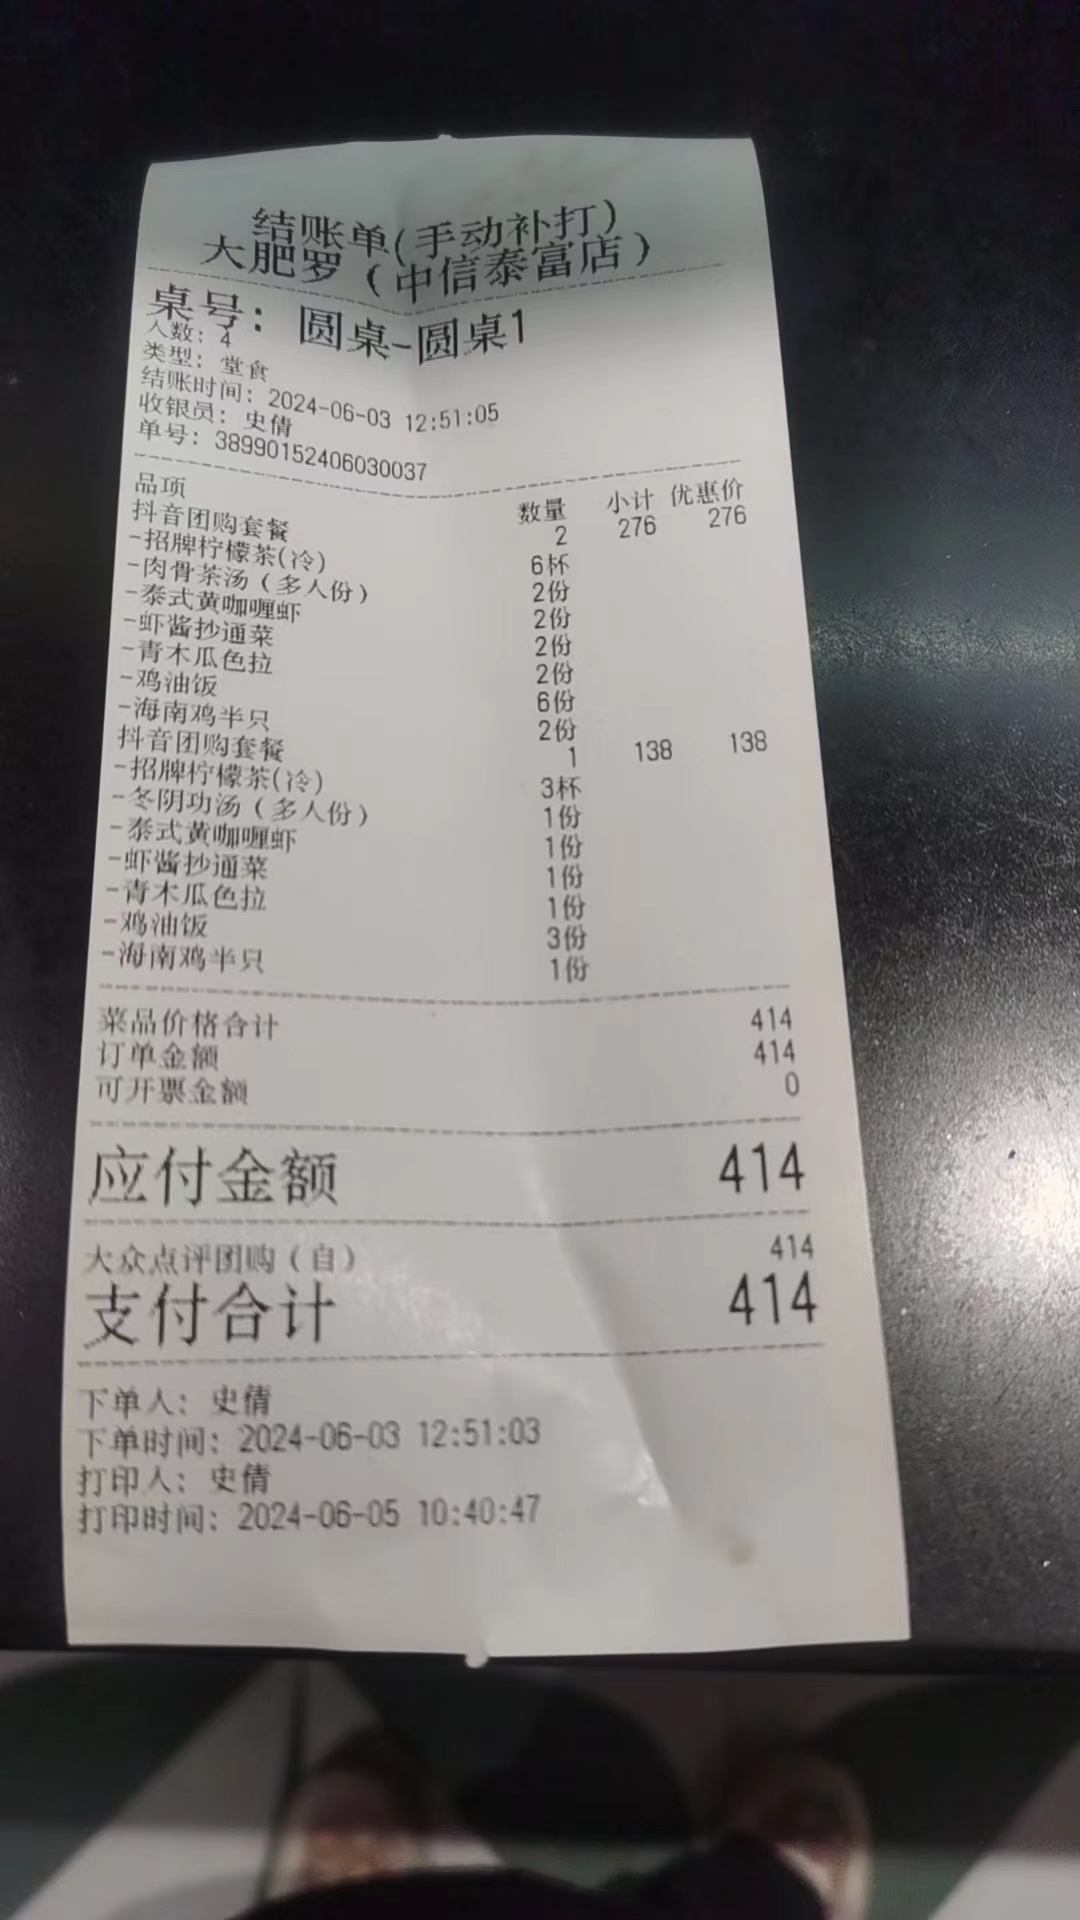 结账单(手动补打)
大肥罗（中信泰富店）
桌号： 圆桌-圆桌1
人数：4
类型：堂食
结账时间：2024-06-03 12:51:05
收银员：史倩
单号：38990152406030037
品项 数量 小计 优惠价
抖音团购套餐 2 276 276
-招牌柠檬茶(冷) 6杯
-肉骨茶汤（多人份） 2份
-泰式黄咖喱虾 2份
-虾酱抄通菜 2份
-青木瓜色拉 2份
-鸡油饭 6份
-海南鸡半只 2份
抖音团购套餐 1 138 138
-招牌柠檬茶(冷) 3杯
-冬阴功汤（多人份） 1份
-泰式黄咖喱虾 1份
-虾酱抄通菜 1份
-青木瓜色拉 1份
-鸡油饭 3份
-海南鸡半只 1份
菜品价格合计 414
订单金额 414
可开票金额 0
应付金额 414
大众点评团购（自） 414
支付合计 414
下单人：史倩
下单时间：2024-06-03 12:51:03
打印人：史倩
打印时间：2024-06-05 10:40:47